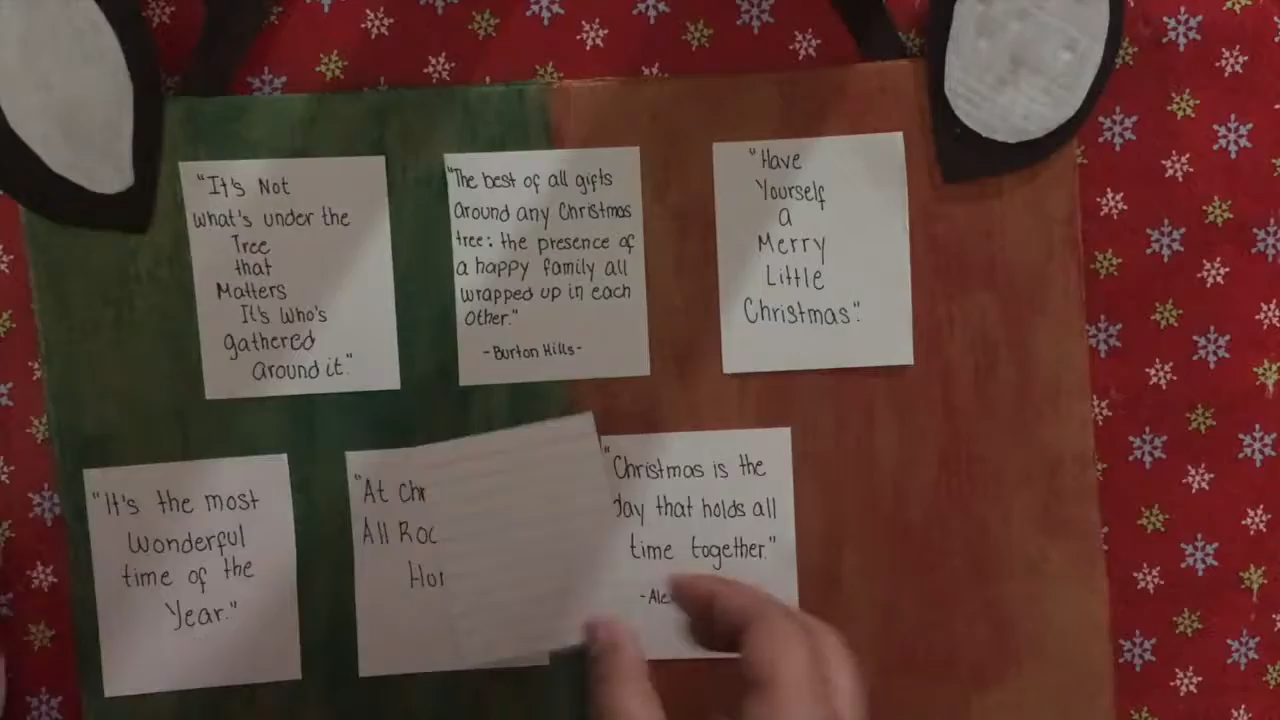 "It's Not
what's under the
Tree
that
Matters
It's Who's
gathered
around it."
"The best of all gifts
around any Christmas
tree: the presence of
a happy family all
wrapped up in each
other."
-Burton Hills-
"Have
Yourself
a
Merry
Little
Christmas".
"It's the most
Wonderful
time of the
Year."
"At
All
"Christmas is the
day that holds all
time together."